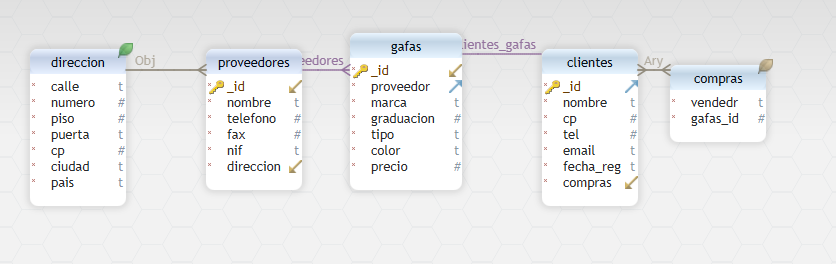 direccion
calle t
numero #
piso #
puerta t
cp #
ciudad t
pais t
Obj
proveedores
_id
nombre t
telefono #
fax #
nif t
direccion
eedores
gafas
_id
proveedor
marca t
graduacion #
tipo t
color t
precio #
lientes_gafas
clientes
_id
nombre t
cp #
tel #
email t
fecha_reg t
compras
Ary
compras
vendedr t
gafas_id #